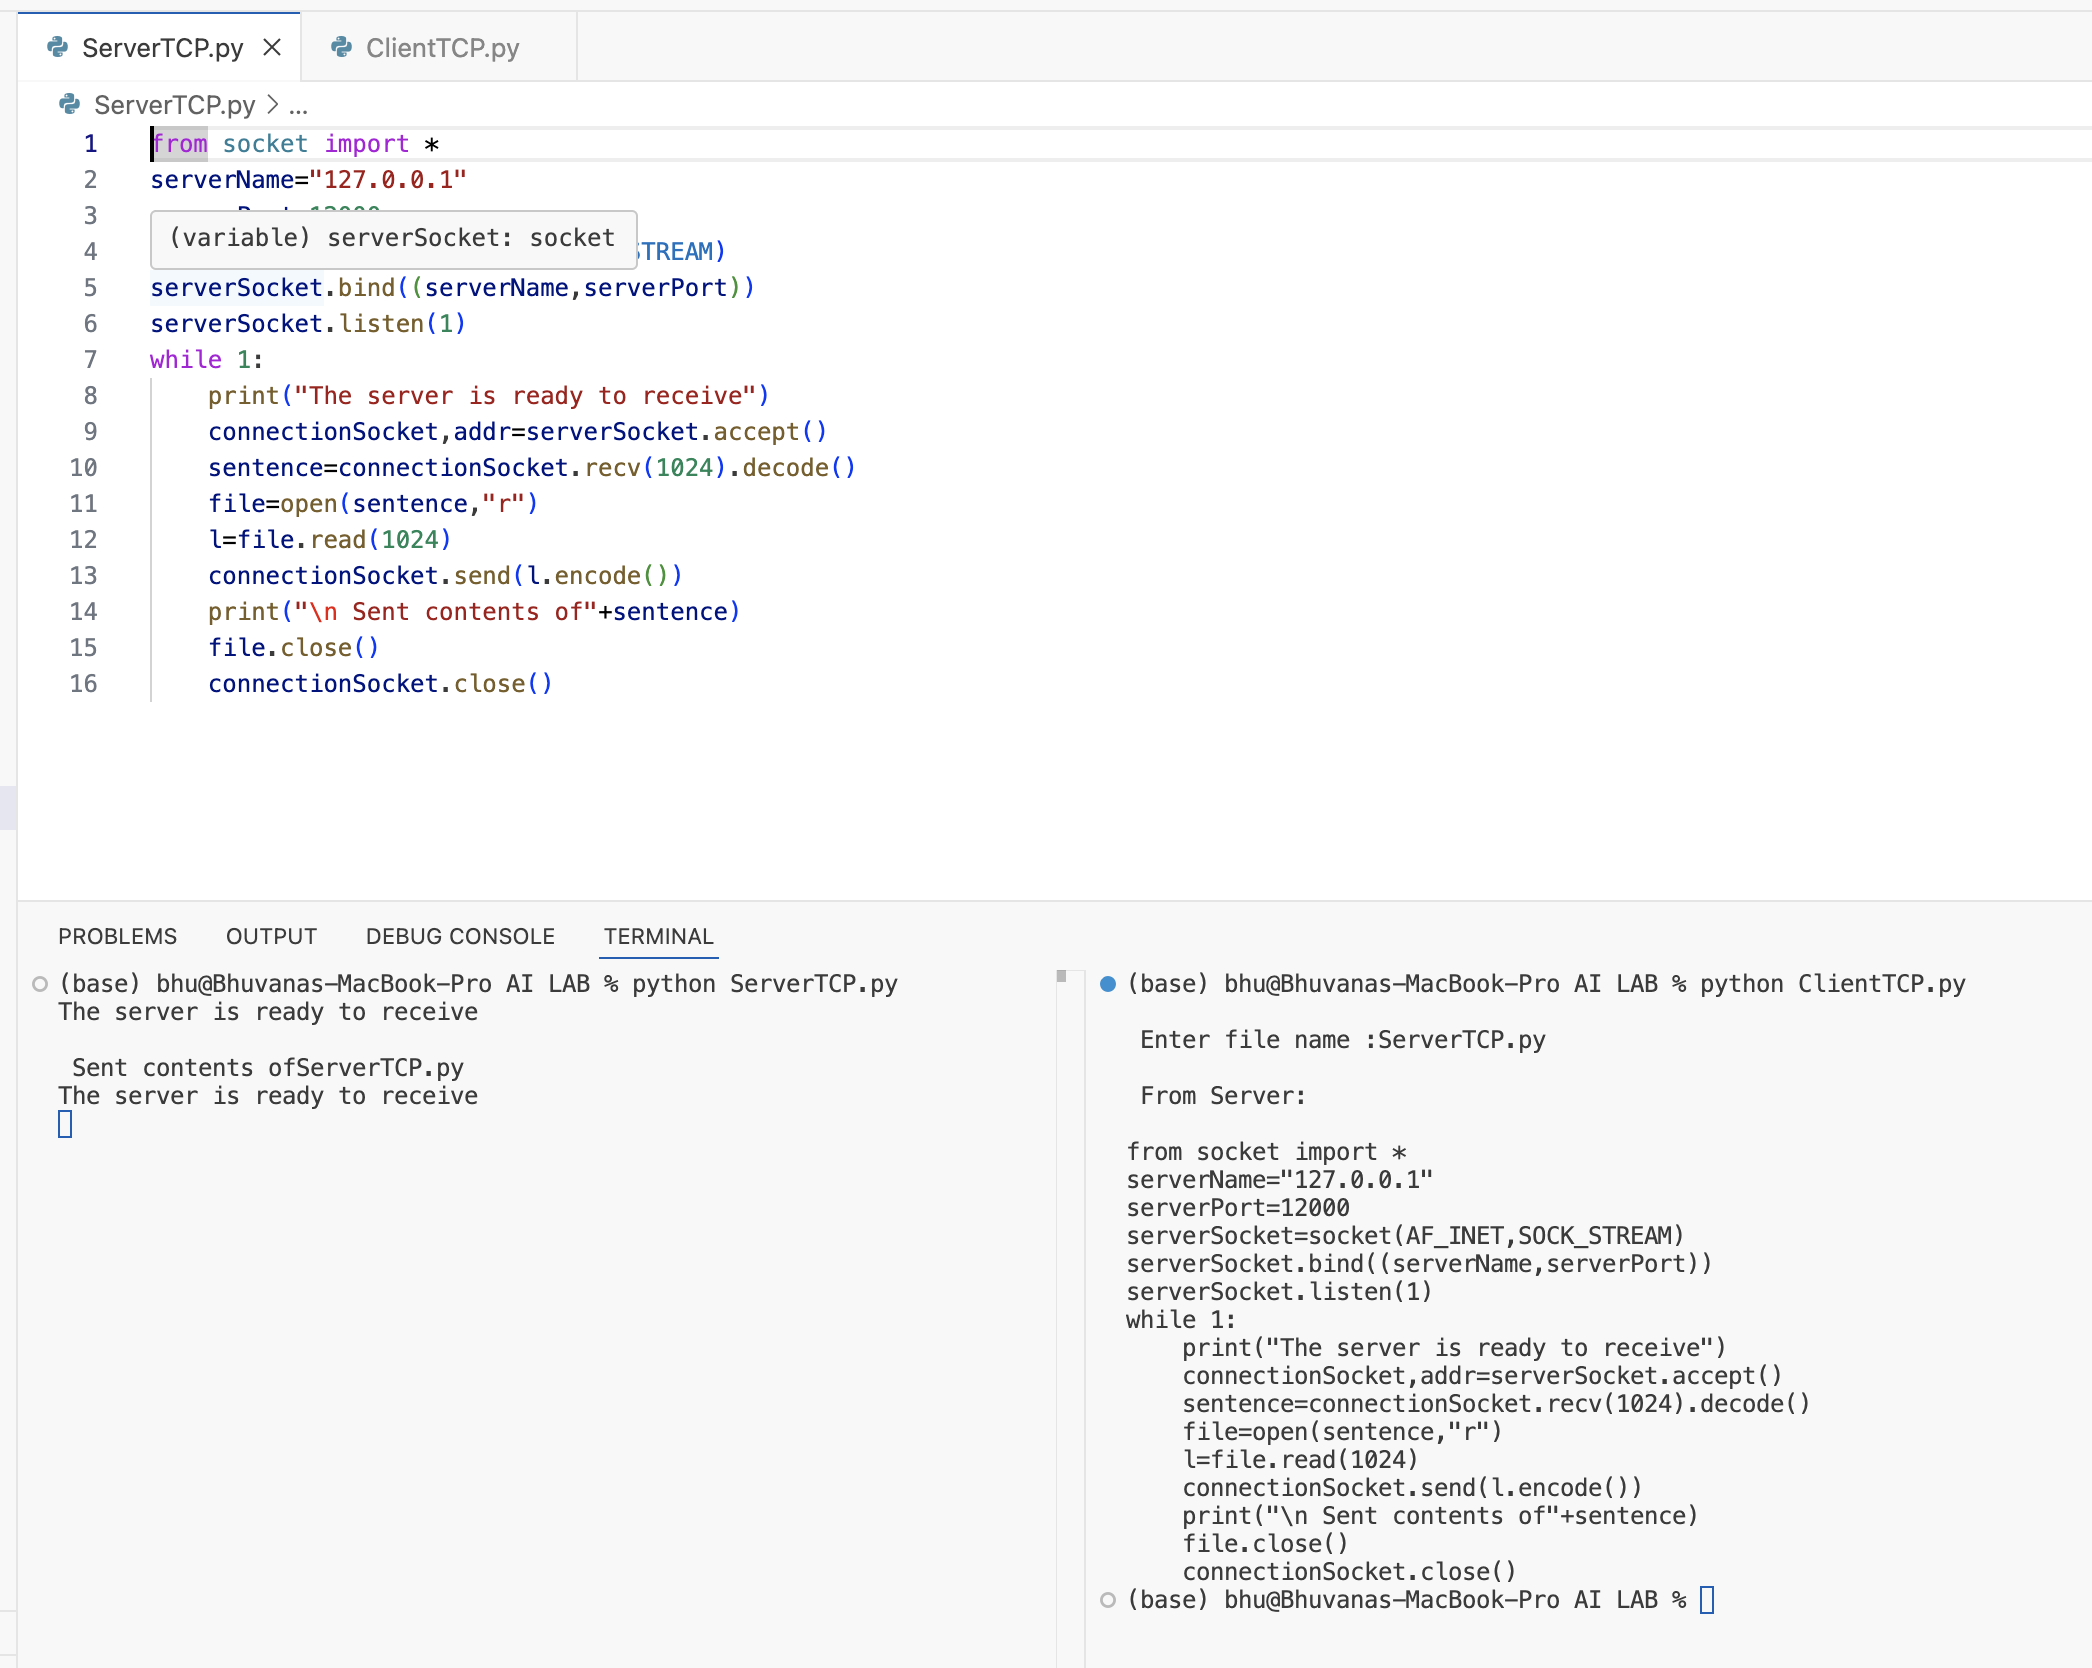 ServerTCP.py
ClientTCP.py
ServerTCP.py > ...
1 from socket import *
2 serverName="127.0.0.1"
3
(variable) serverSocket: socket
4 STREAM)
5 serverSocket.bind((serverName,serverPort))
6 serverSocket.listen(1)
7 while 1:
8     print("The server is ready to receive")
9     connectionSocket,addr=serverSocket.accept()
10     sentence=connectionSocket.recv(1024).decode()
11     file=open(sentence,"r")
12     l=file.read(1024)
13     connectionSocket.send(l.encode())
14     print("\n Sent contents of"+sentence)
15     file.close()
16     connectionSocket.close()
PROBLEMS OUTPUT DEBUG CONSOLE TERMINAL
(base) bhu@Bhuvanas-MacBook-Pro AI LAB % python ServerTCP.py
The server is ready to receive
 Sent contents ofServerTCP.py
The server is ready to receive
(base) bhu@Bhuvanas-MacBook-Pro AI LAB % python ClientTCP.py
 Enter file name :ServerTCP.py
 From Server:
from socket import *
serverName="127.0.0.1"
serverPort=12000
serverSocket=socket(AF_INET,SOCK_STREAM)
serverSocket.bind((serverName,serverPort))
serverSocket.listen(1)
while 1:
    print("The server is ready to receive")
    connectionSocket,addr=serverSocket.accept()
    sentence=connectionSocket.recv(1024).decode()
    file=open(sentence,"r")
    l=file.read(1024)
    connectionSocket.send(l.encode())
    print("\n Sent contents of"+sentence)
    file.close()
    connectionSocket.close()
(base) bhu@Bhuvanas-MacBook-Pro AI LAB %